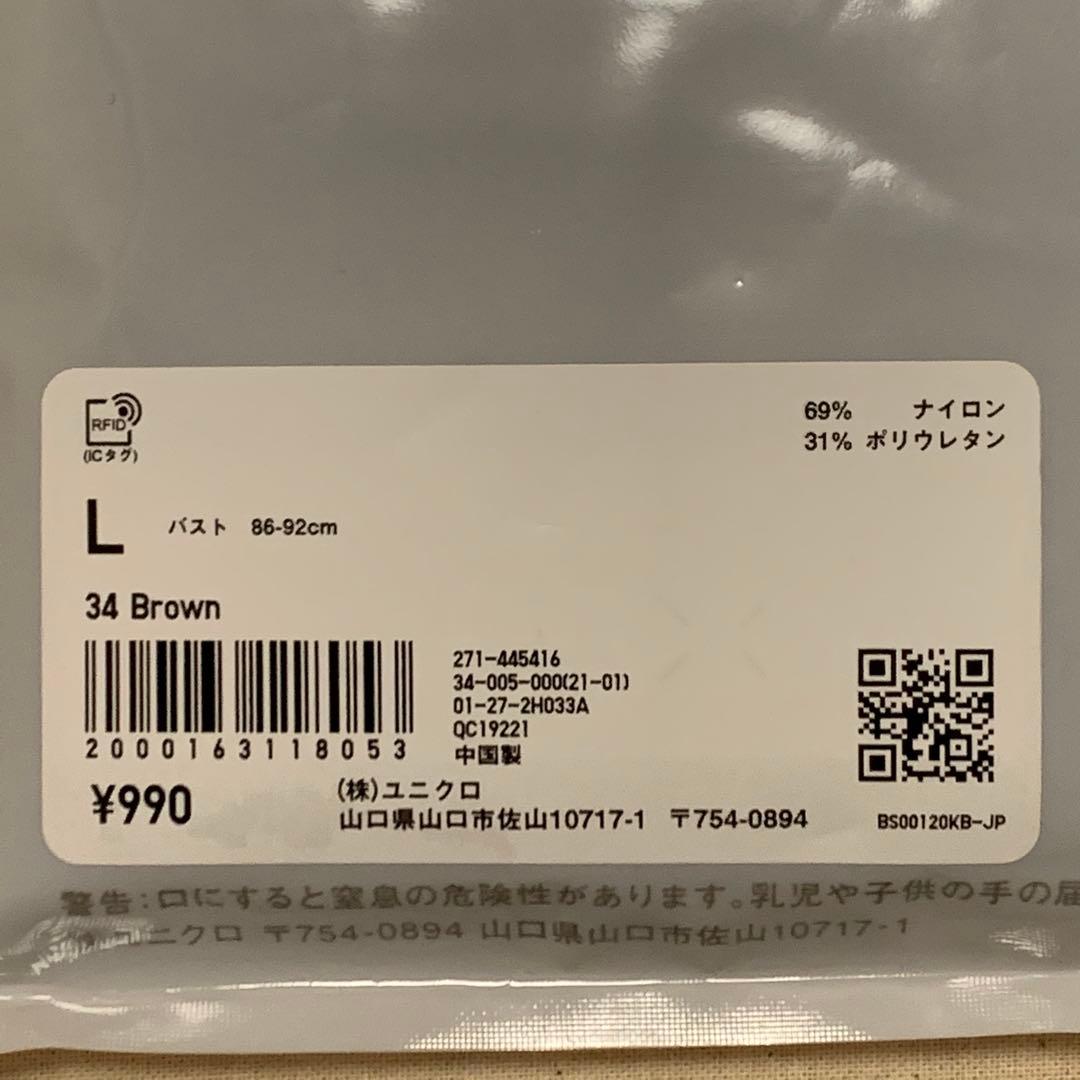 RFID
(ICタグ)
69% ナイロン
31% ポリウレタン
L バスト 86-92cm
34 Brown
2000163118053
271-445416
34-005-000(21-01)
01-27-2H033A
QC19221
中国製
¥990
(株)ユニクロ
山口県山口市佐山10717-1 〒754-0894
BS00120KB-JP
警告:口にすると窒息の危険性があります。乳児や子供の手の届
ユニクロ 〒754-0894 山口県山口市佐山10717-1